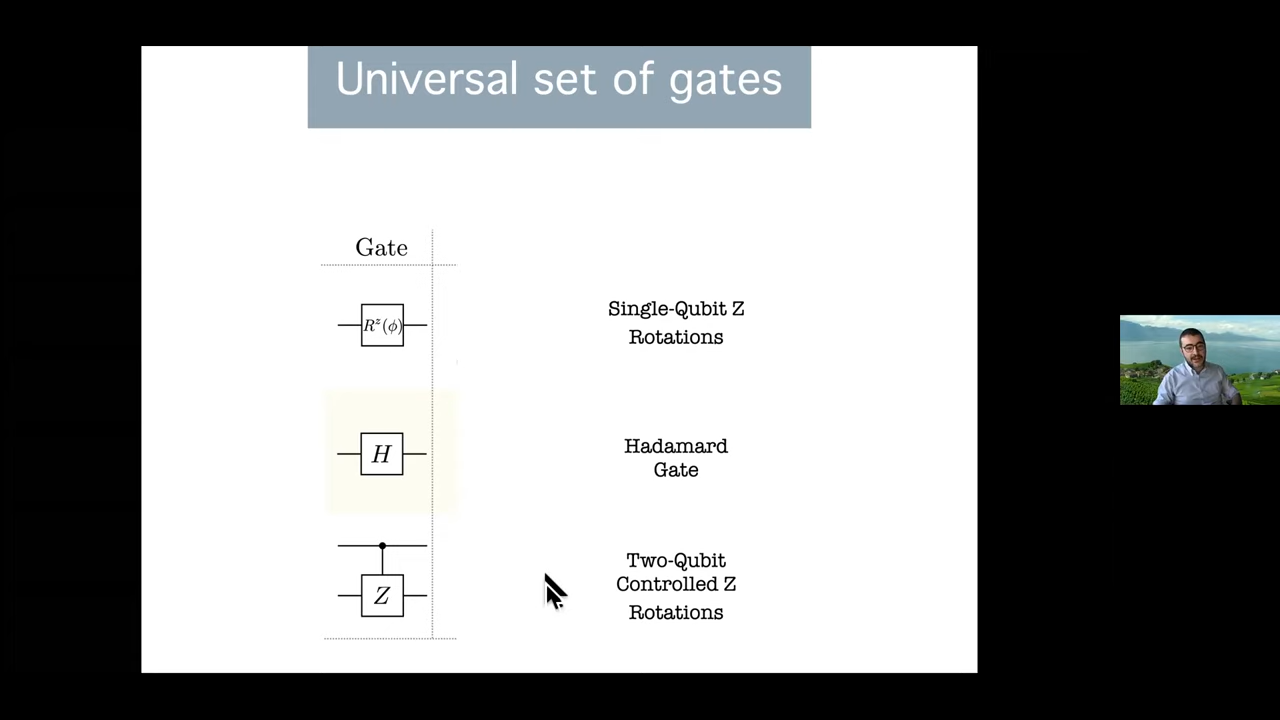 Universal set of gates
Gate
R^z(ϕ)
Single-Qubit Z
Rotations
H
Hadamard
Gate
Z
Two-Qubit
Controlled Z
Rotations